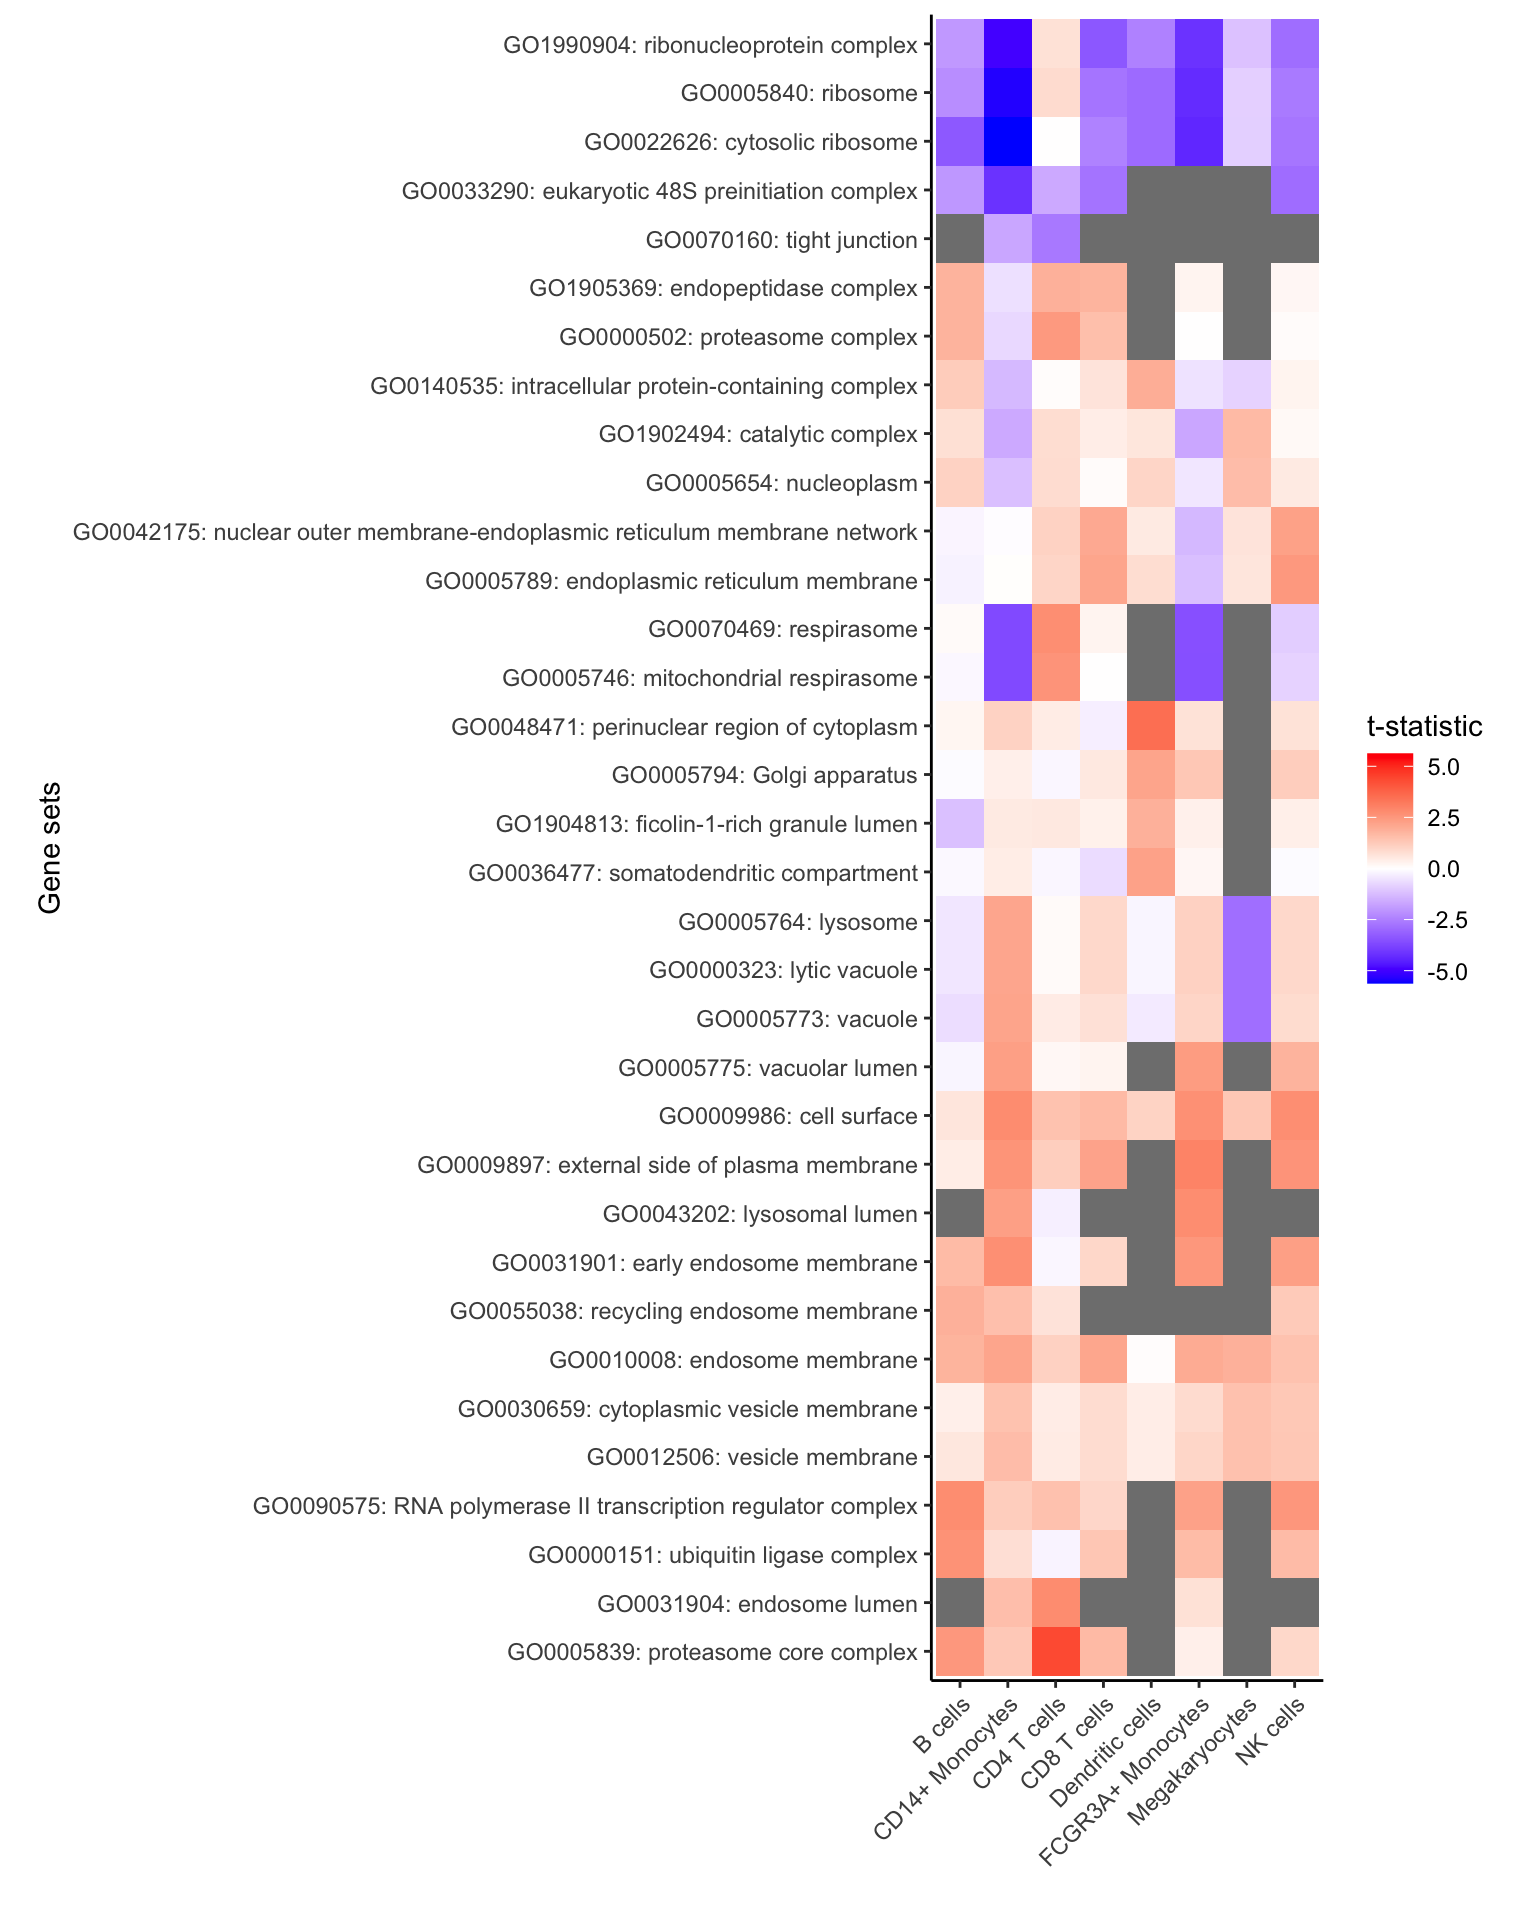 GO1990904: ribonucleoprotein complex
GO0005840: ribosome
GO0022626: cytosolic ribosome
GO0033290: eukaryotic 48S preinitiation complex
GO0070160: tight junction
GO1905369: endopeptidase complex
GO0000502: proteasome complex
GO0140535: intracellular protein-containing complex
GO1902494: catalytic complex
GO0005654: nucleoplasm
GO0042175: nuclear outer membrane-endoplasmic reticulum membrane network
GO0005789: endoplasmic reticulum membrane
GO0070469: respirasome
GO0005746: mitochondrial respirasome
GO0048471: perinuclear region of cytoplasm
GO0005794: Golgi apparatus
GO1904813: ficolin-1-rich granule lumen
GO0036477: somatodendritic compartment
GO0005764: lysosome
GO0000323: lytic vacuole
GO0005773: vacuole
GO0005775: vacuolar lumen
GO0009986: cell surface
GO0009897: external side of plasma membrane
GO0043202: lysosomal lumen
GO0031901: early endosome membrane
GO0055038: recycling endosome membrane
GO0010008: endosome membrane
GO0030659: cytoplasmic vesicle membrane
GO0012506: vesicle membrane
GO0090575: RNA polymerase II transcription regulator complex
GO0000151: ubiquitin ligase complex
GO0031904: endosome lumen
GO0005839: proteasome core complex
Gene sets
B cells
CD14+ Monocytes
CD4 T cells
CD8 T cells
Dendritic cells
FCGR3A+ Monocytes
Megakaryocytes
NK cells
t-statistic
5.0
2.5
0.0
-2.5
-5.0